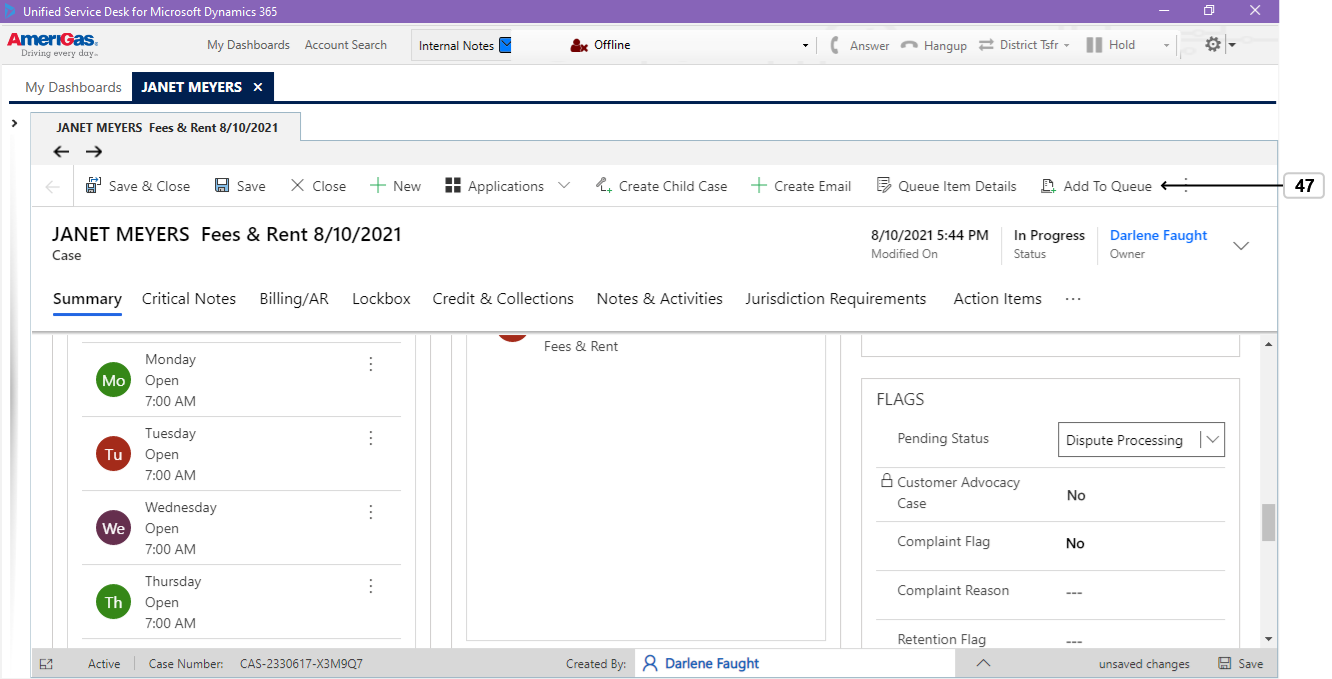 Unified Service Desk for Microsoft Dynamics 365
AmeriGas
Driving every day
My Dashboards Account Search Internal Notes Offline Answer Hangup District Tsfr Hold
My Dashboards JANET MEYERS
JANET MEYERS Fees & Rent 8/10/2021
Save & Close Save Close New Applications Create Child Case Create Email Queue Item Details Add To Queue 47
JANET MEYERS Fees & Rent 8/10/2021
Case
8/10/2021 5:44 PM
Modified On
In Progress
Status
Darlene Faught
Owner
Summary Critical Notes Billing/AR Lockbox Credit & Collections Notes & Activities Jurisdiction Requirements Action Items ...
Mo
Monday
Open
7:00 AM
Tu
Tuesday
Open
7:00 AM
We
Wednesday
Open
7:00 AM
Th
Thursday
Open
7:00 AM
Fees & Rent
FLAGS
Pending Status Dispute Processing
Customer Advocacy
Case
No
Complaint Flag No
Complaint Reason ---
Retention Flag ---
Active Case Number: CAS-2330617-X3M9Q7 Created By: Darlene Faught unsaved changes Save